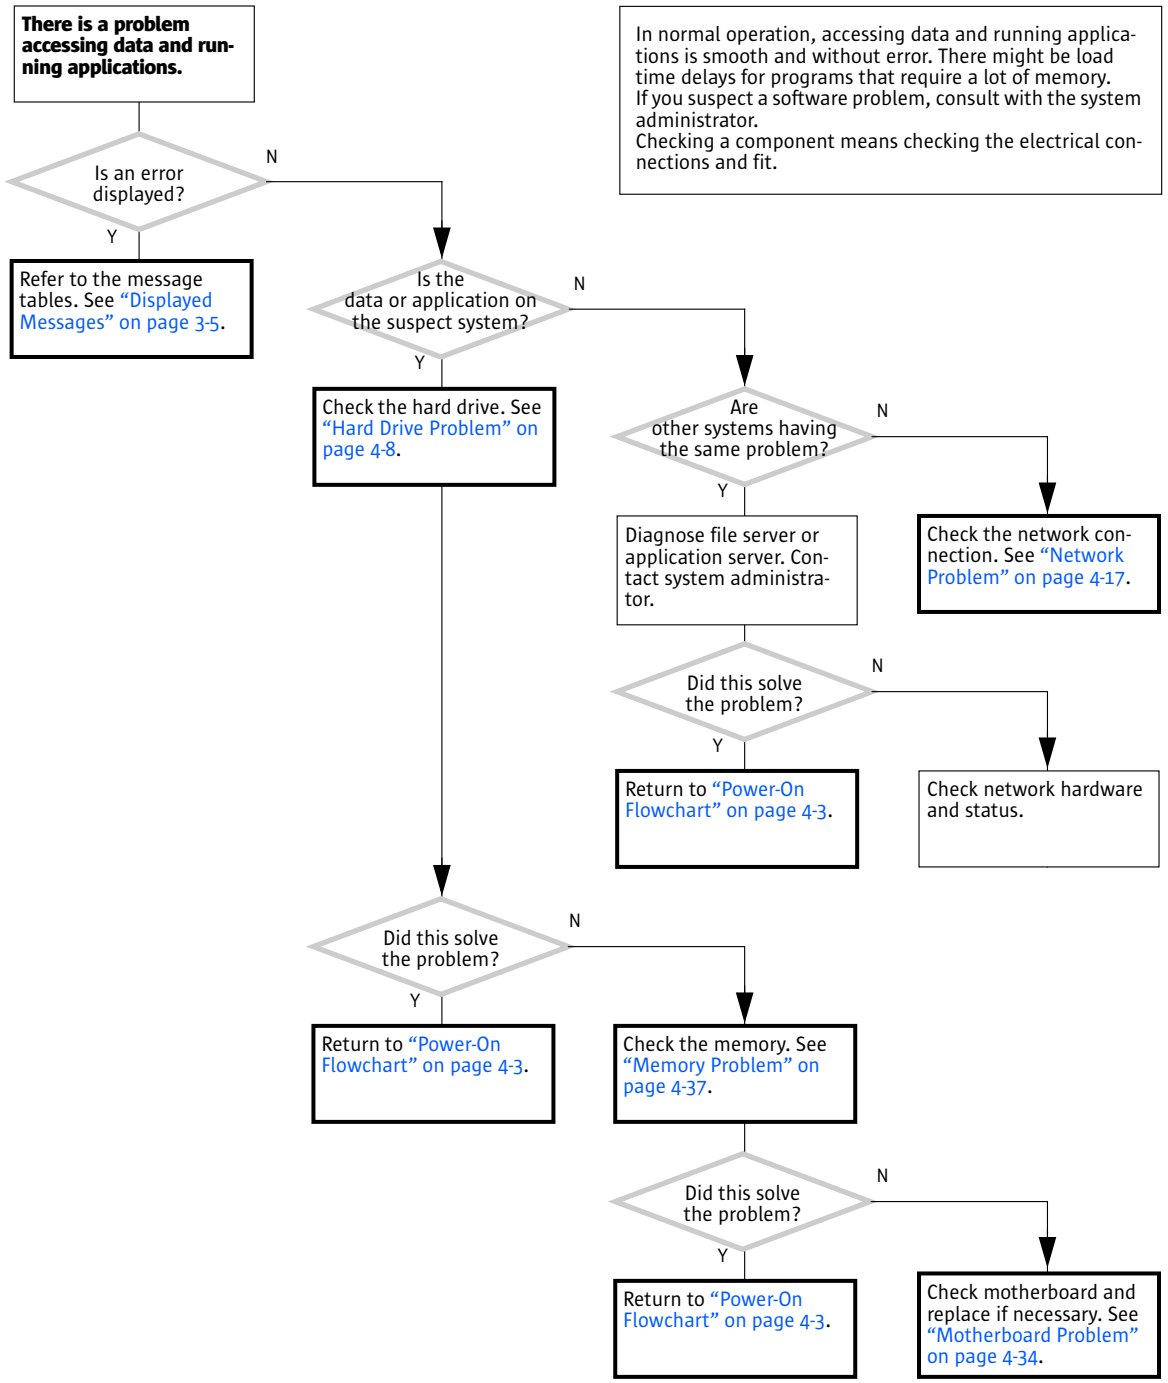 There is a problem
accessing data and run-
ning applications.
In normal operation, accessing data and running applica-
tions is smooth and without error. There might be load
time delays for programs that require a lot of memory.
If you suspect a software problem, consult with the system
administrator.
Checking a component means checking the electrical con-
nections and fit.
Is an error
displayed?
N
Y
Refer to the message
tables. See “Displayed
Messages” on page 3-5.
Is the
data or application on
the suspect system?
N
Y
Check the hard drive. See
“Hard Drive Problem” on
page 4-8.
Are
other systems having
the same problem?
N
Y
Diagnose file server or
application server. Con-
tact system administra-
tor.
Check the network con-
nection. See “Network
Problem” on page 4-17.
Did this solve
the problem?
N
Y
Return to “Power-On
Flowchart” on page 4-3.
Check network hardware
and status.
Did this solve
the problem?
N
Y
Return to “Power-On
Flowchart” on page 4-3.
Check the memory. See
“Memory Problem” on
page 4-37.
Did this solve
the problem?
N
Y
Return to “Power-On
Flowchart” on page 4-3.
Check motherboard and
replace if necessary. See
“Motherboard Problem”
on page 4-34.